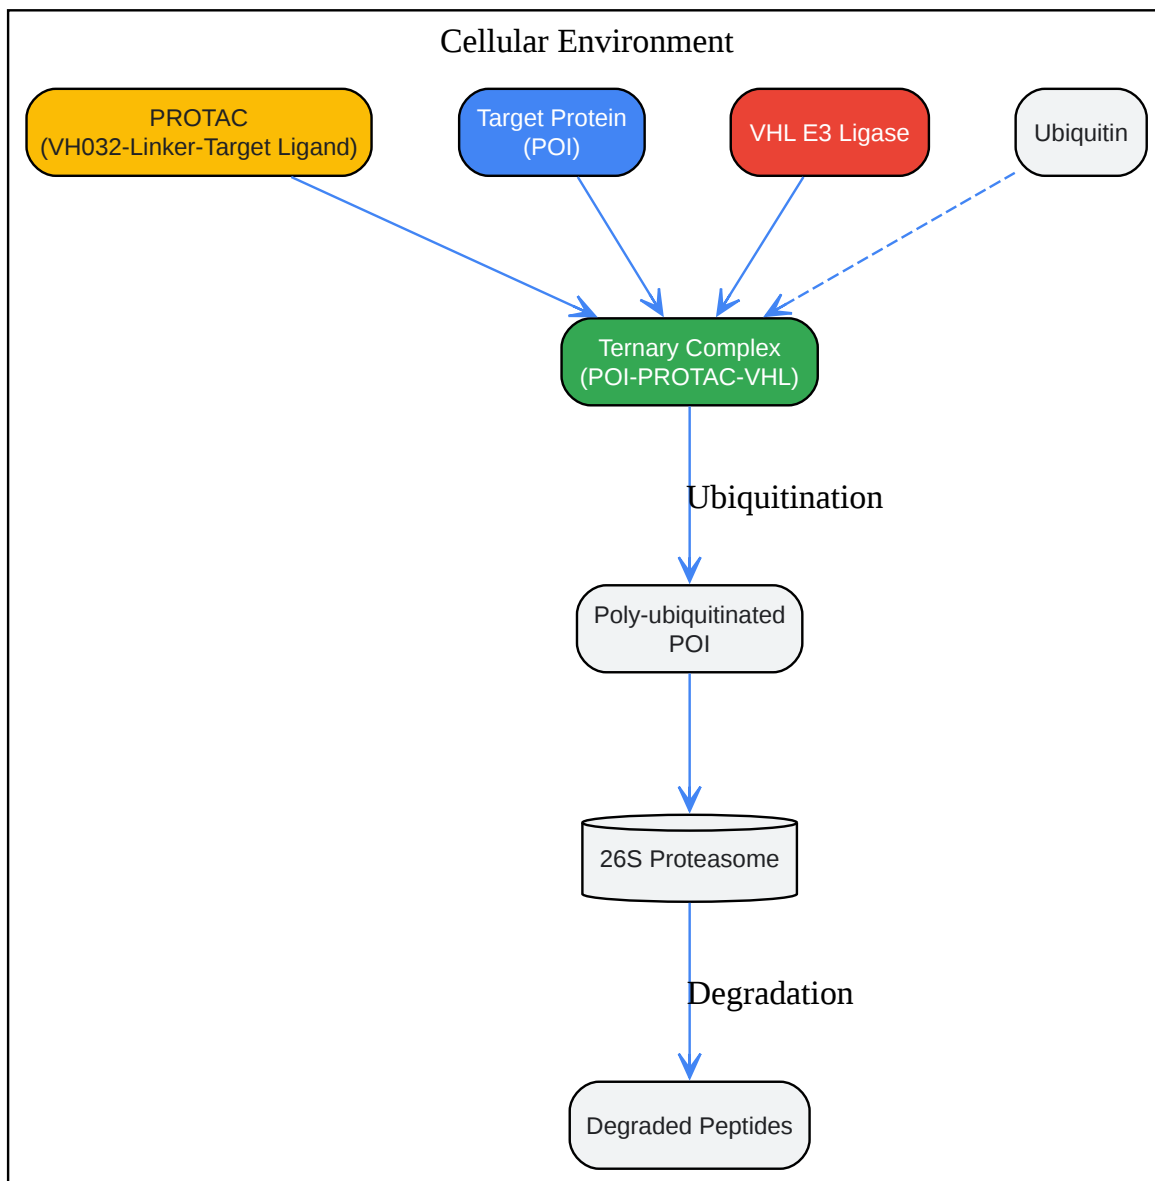 Cellular Environment
PROTAC
(VH032-Linker-Target Ligand)
Target Protein
(POI)
VHL E3 Ligase
Ubiquitin
Ternary Complex
(POI-PROTAC-VHL)
Ubiquitination
Poly-ubiquitinated
POI
26S Proteasome
Degradation
Degraded Peptides